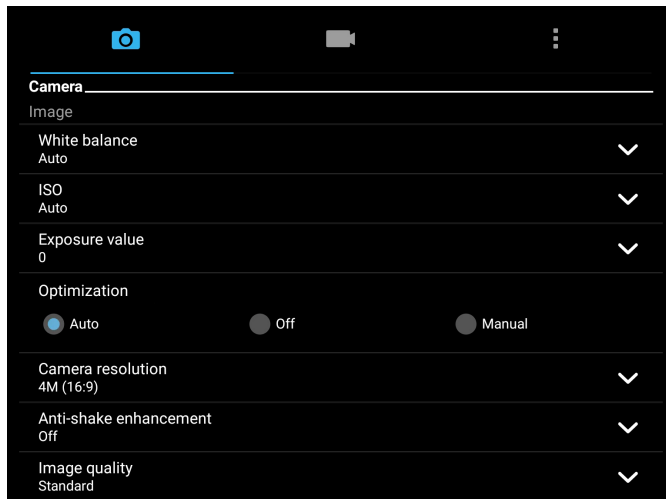 Camera
Image
White balance
Auto
ISO
Auto
Exposure value
0
Optimization
Auto Off Manual
Camera resolution
4M (16:9)
Anti-shake enhancement
Off
Image quality
Standard